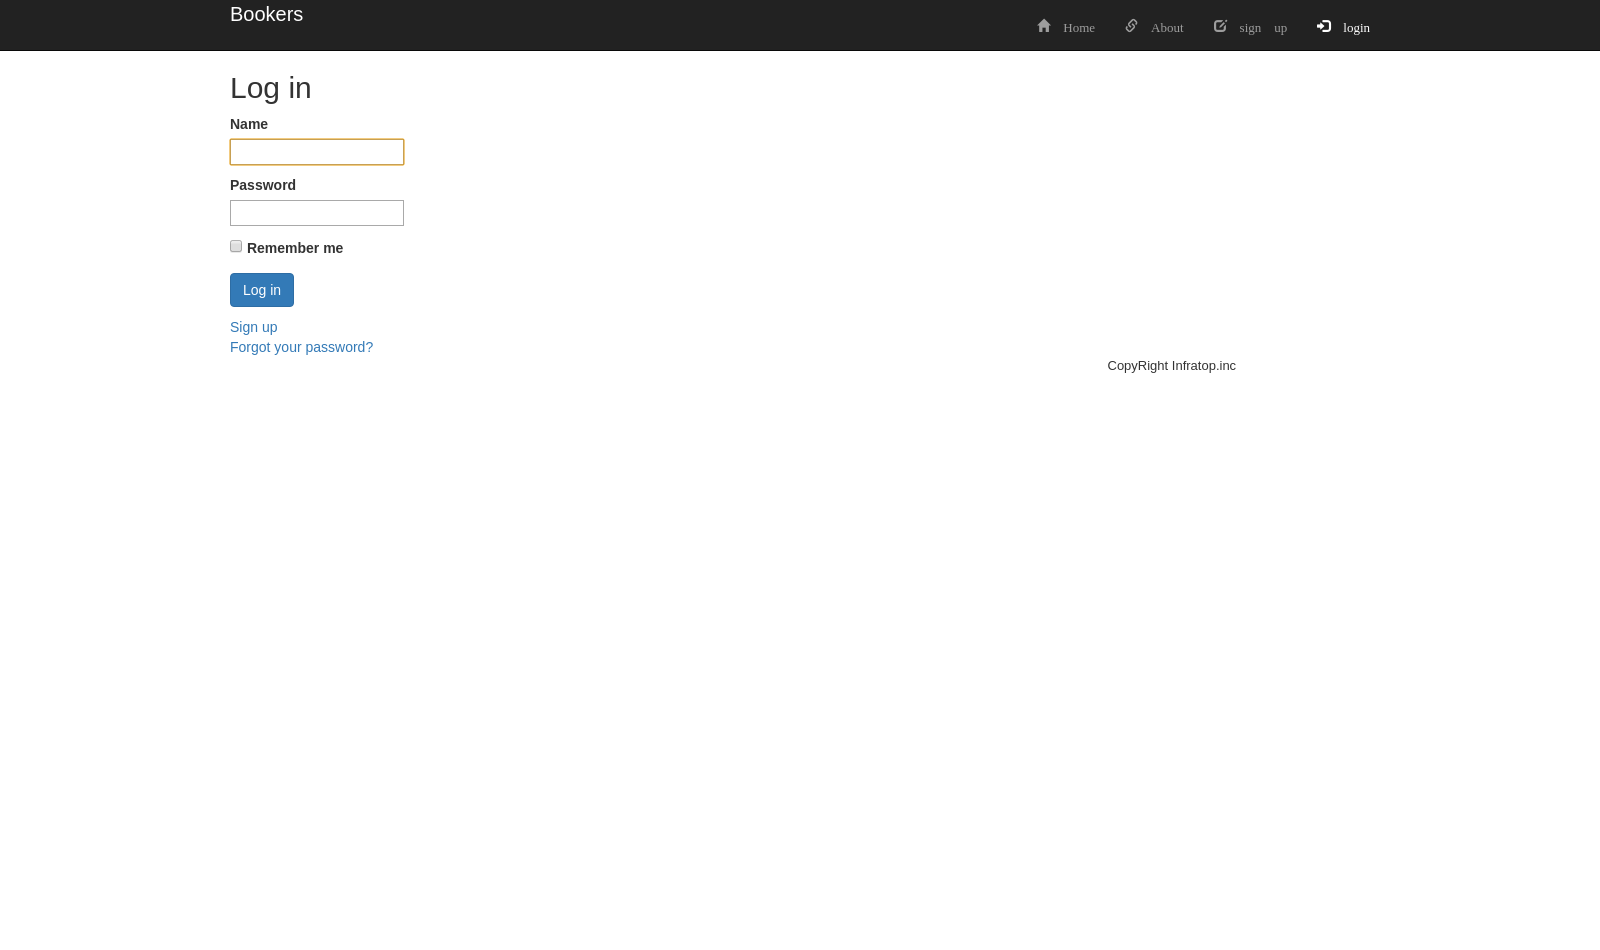 Bookers
Home About sign up login
Log in
Name
Password
Remember me
Log in
Sign up
Forgot your password?
CopyRight Infratop.inc